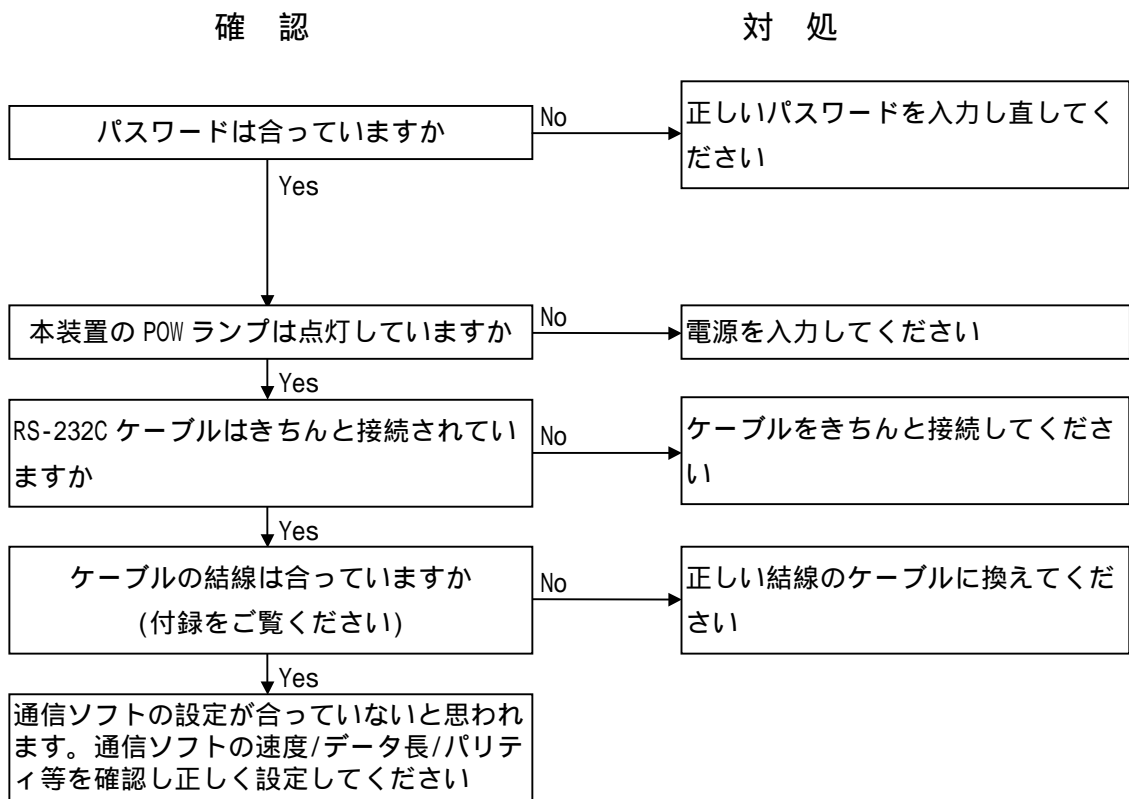 確 認
対 処
パスワードは合っていますか
No
正しいパスワードを入力し直してく
ださい
Yes
本装置の POW ランプは点灯していますか
No
電源を入力してください
Yes
RS-232C ケーブルはきちんと接続されてい
ますか
No
ケーブルをきちんと接続してくださ
い
Yes
ケーブルの結線は合っていますか
(付録をご覧ください)
No
正しい結線のケーブルに換えてくだ
さい
Yes
通信ソフトの設定が合っていないと思われ
ます。通信ソフトの速度/データ長/パリテ
ィ等を確認し正しく設定してください